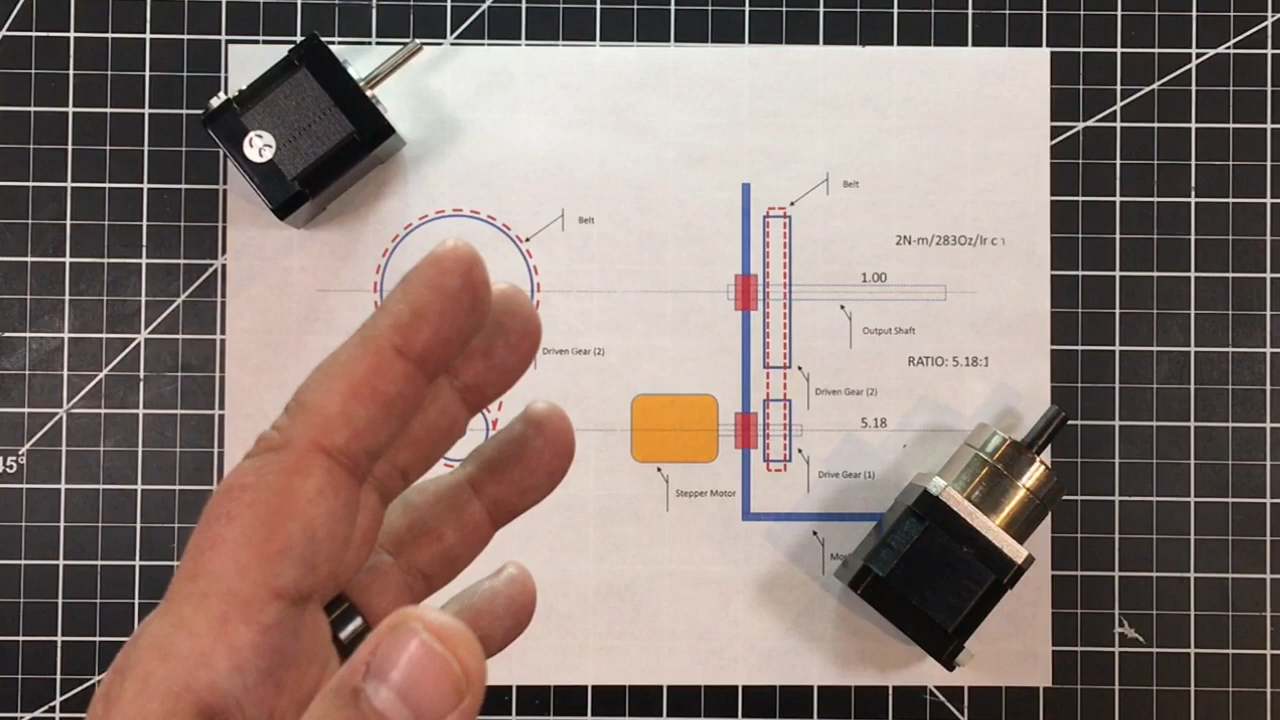 Belt
Belt
2N-m/283Oz/
1.00
Output Shaft
Driven Gear (2)
RATIO: 5.18:1
Driven Gear (2)
5.18
Drive Gear (1)
Stepper Motor
45°